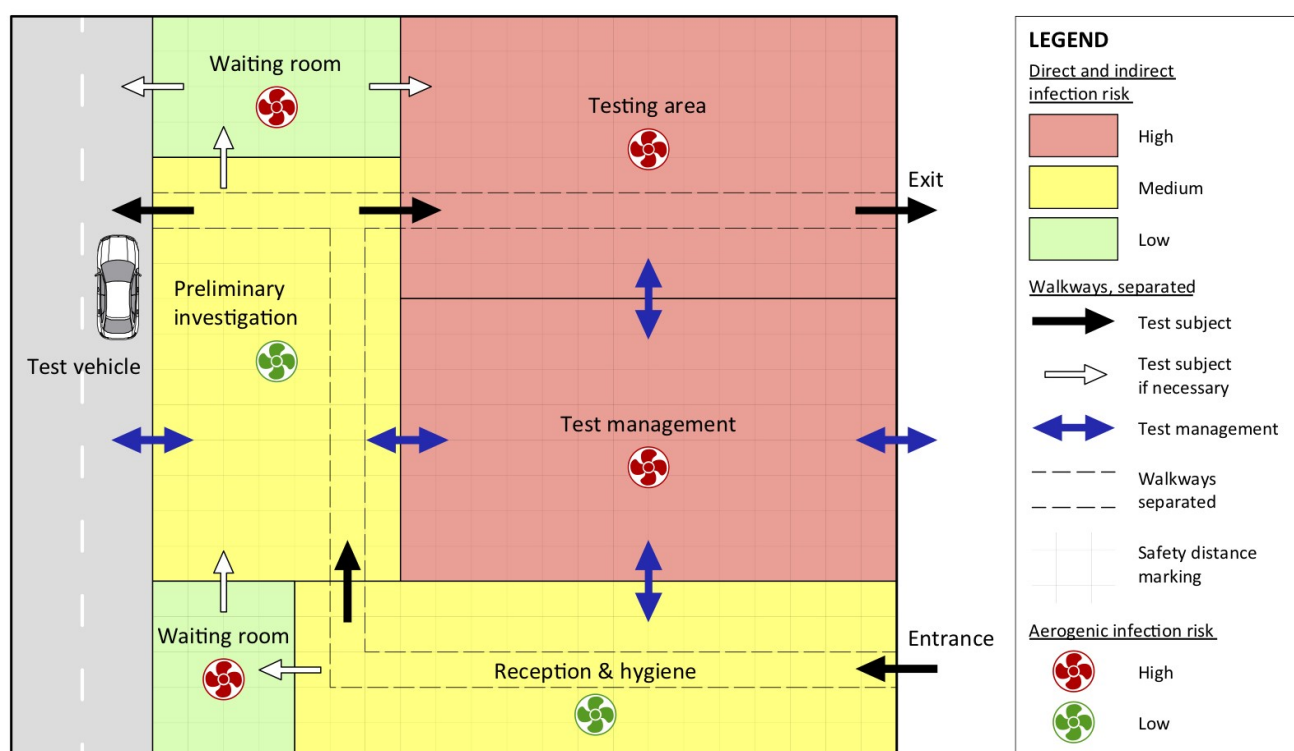 Waiting room
Testing area
Exit
Preliminary
investigation
Test vehicle
Test management
Waiting room
Entrance
Reception & hygiene
LEGEND
Direct and indirect
infection risk
High
Medium
Low
Walkways, separated
Test subject
Test subject
if necessary
Test management
Walkways
separated
Safety distance
marking
Aerogenic infection risk
High
Low